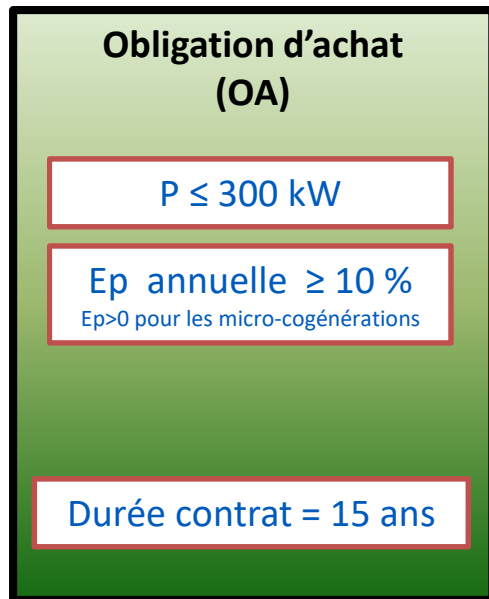 Obligation d’achat
(OA)
P ≤ 300 kW
Ep annuelle ≥ 10 %
Ep>0 pour les micro-cogénérations
Durée contrat = 15 ans